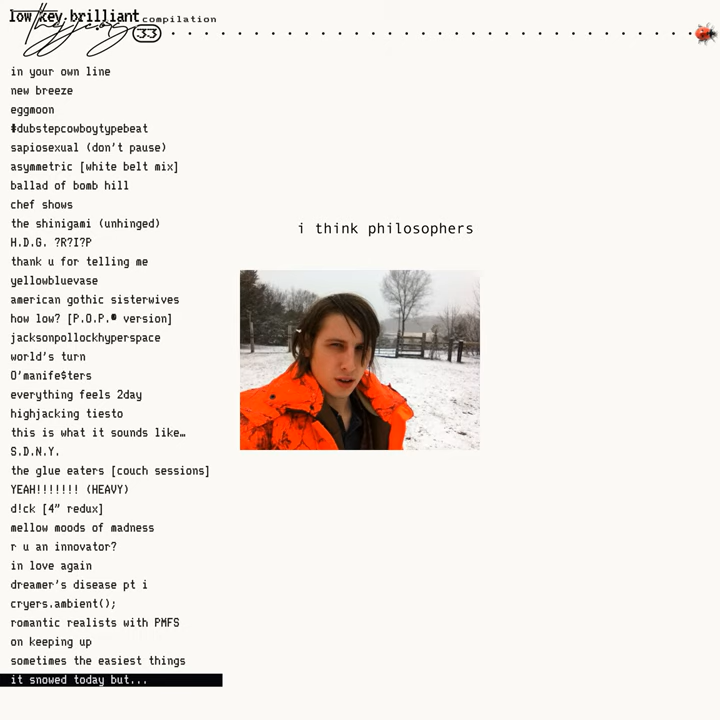 low key brilliant compilation
they.cog
33
in your own line
new breeze
eggmoon
#dubstepcowboytypebeat
sapiosexual (don't pause)
asymmetric [white belt mix]
ballad of bomb hill
chef shows
the shinigami (unhinged)
i think philosophers
H.D.G. ?R?I?P
thank u for telling me
yellowbluevase
american gothic sisterwives
how low? [P.O.P.® version]
jacksonpollockhyperspace
world's turn
O'manife$ters
everything feels 2day
highjacking tiesto
this is what it sounds like…
S.D.N.Y.
the glue eaters [couch sessions]
YEAH!!!!!!! (HEAVY)
d!ck [4” redux]
mellow moods of madness
r u an innovator?
in love again
dreamer's disease pt i
cryers.ambient();
romantic realists with PMFS
on keeping up
sometimes the easiest things
it snowed today but...